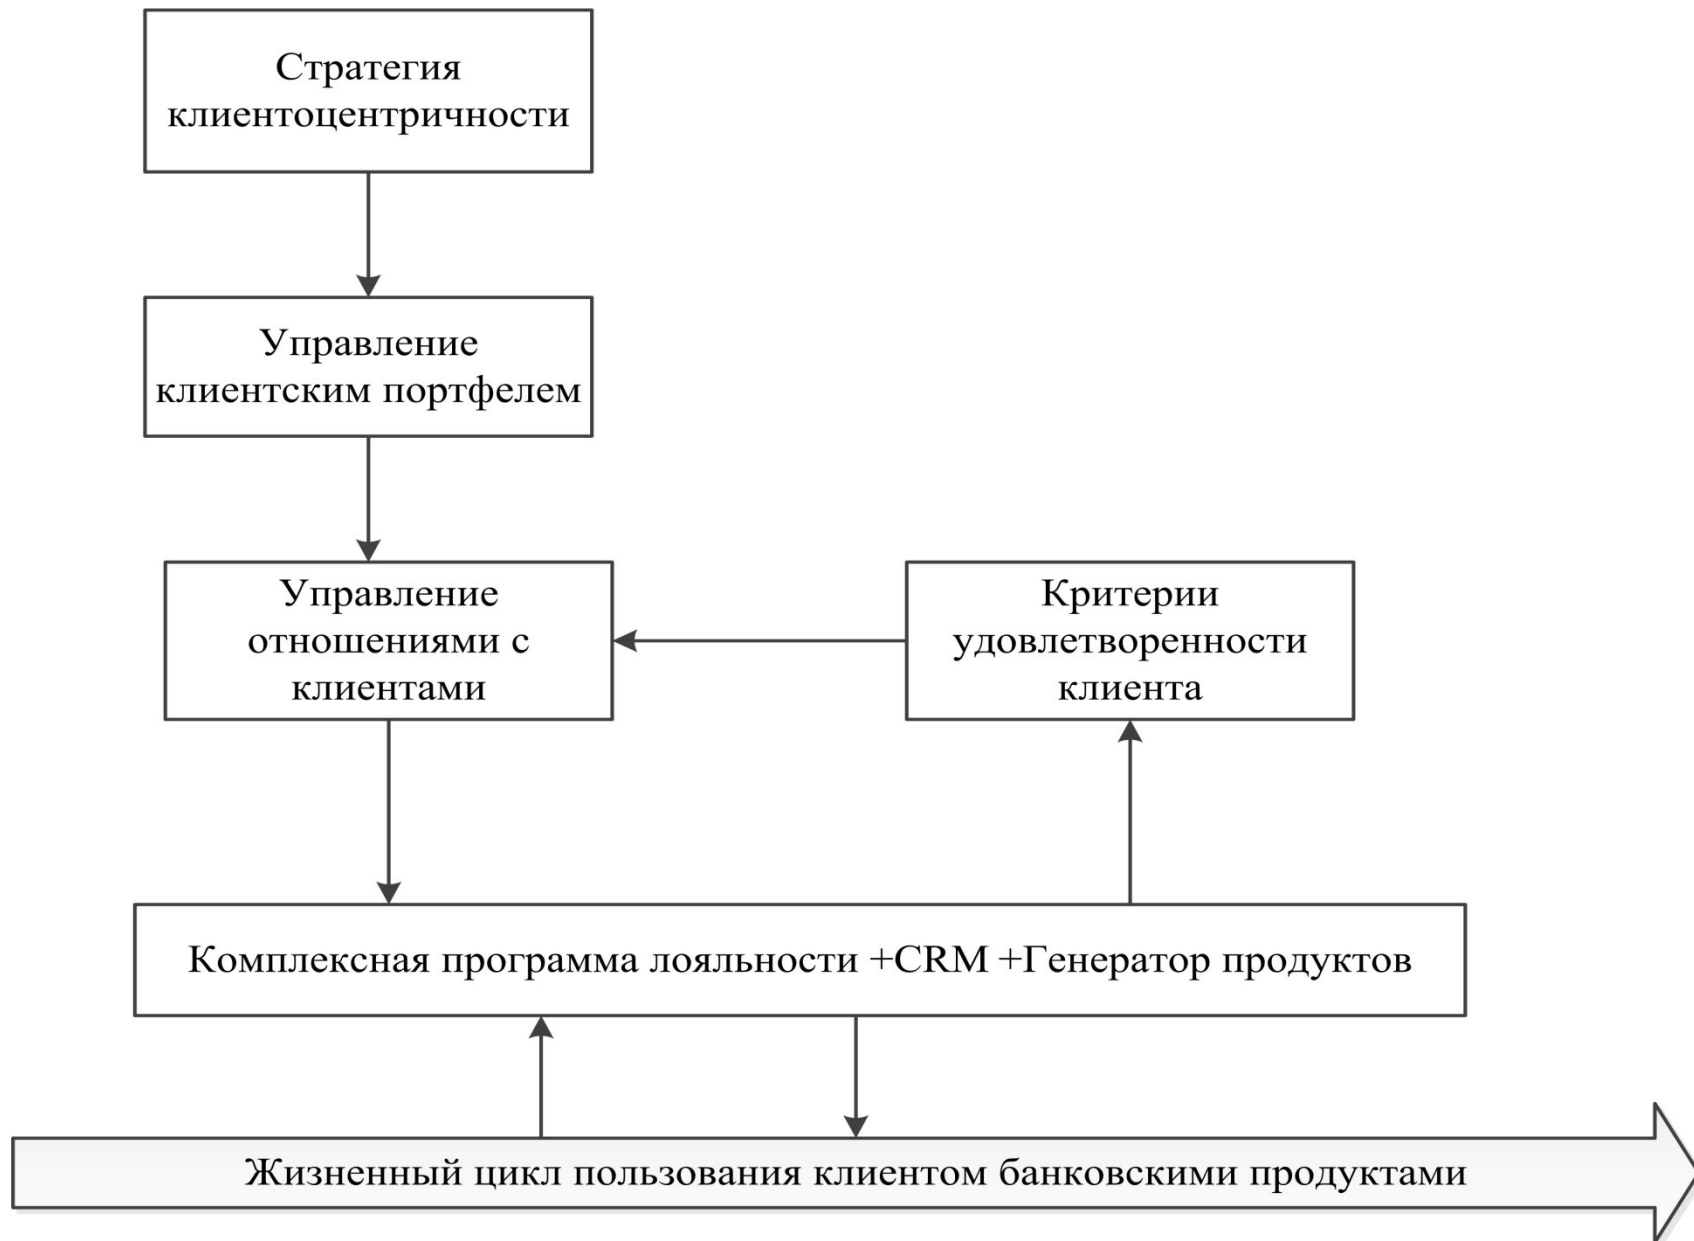 Стратегия
клиентоцентричности
Управление
клиентским портфелем
Управление
отношениями с
клиентами
Критерии
удовлетворенности
клиента
Комплексная программа лояльности +CRM +Генератор продуктов
Жизненный цикл пользования клиентом банковскими продуктами